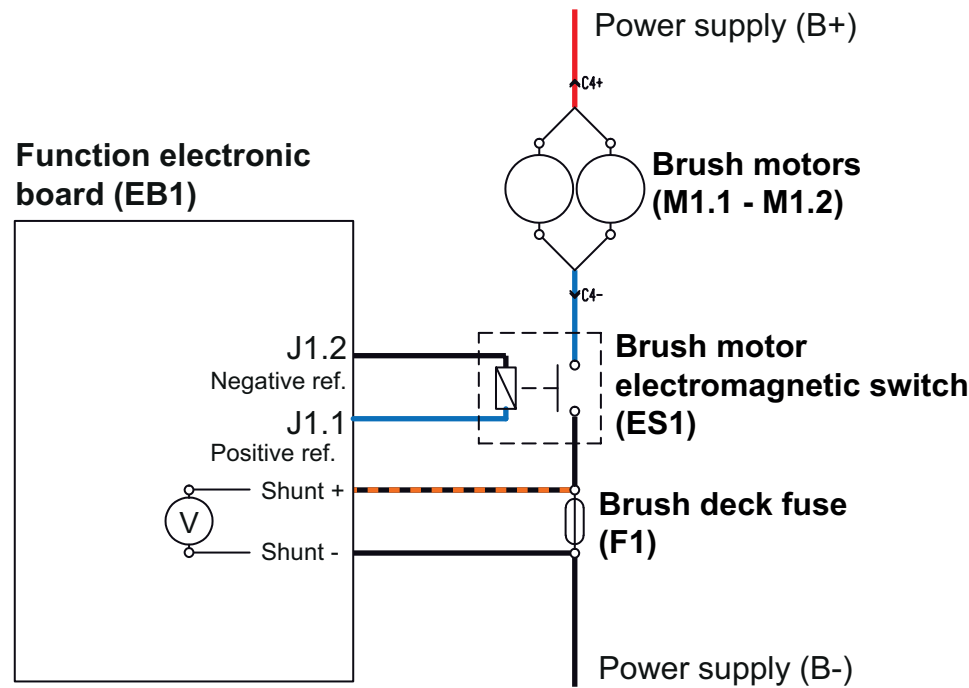 Power supply (B+)
C4+
Function electronic
board (EB1)
Brush motors
(M1.1 - M1.2)
C4-
J1.2
Negative ref.
J1.1
Positive ref.
Brush motor
electromagnetic switch
(ES1)
Shunt +
V
Shunt -
Brush deck fuse
(F1)
Power supply (B-)